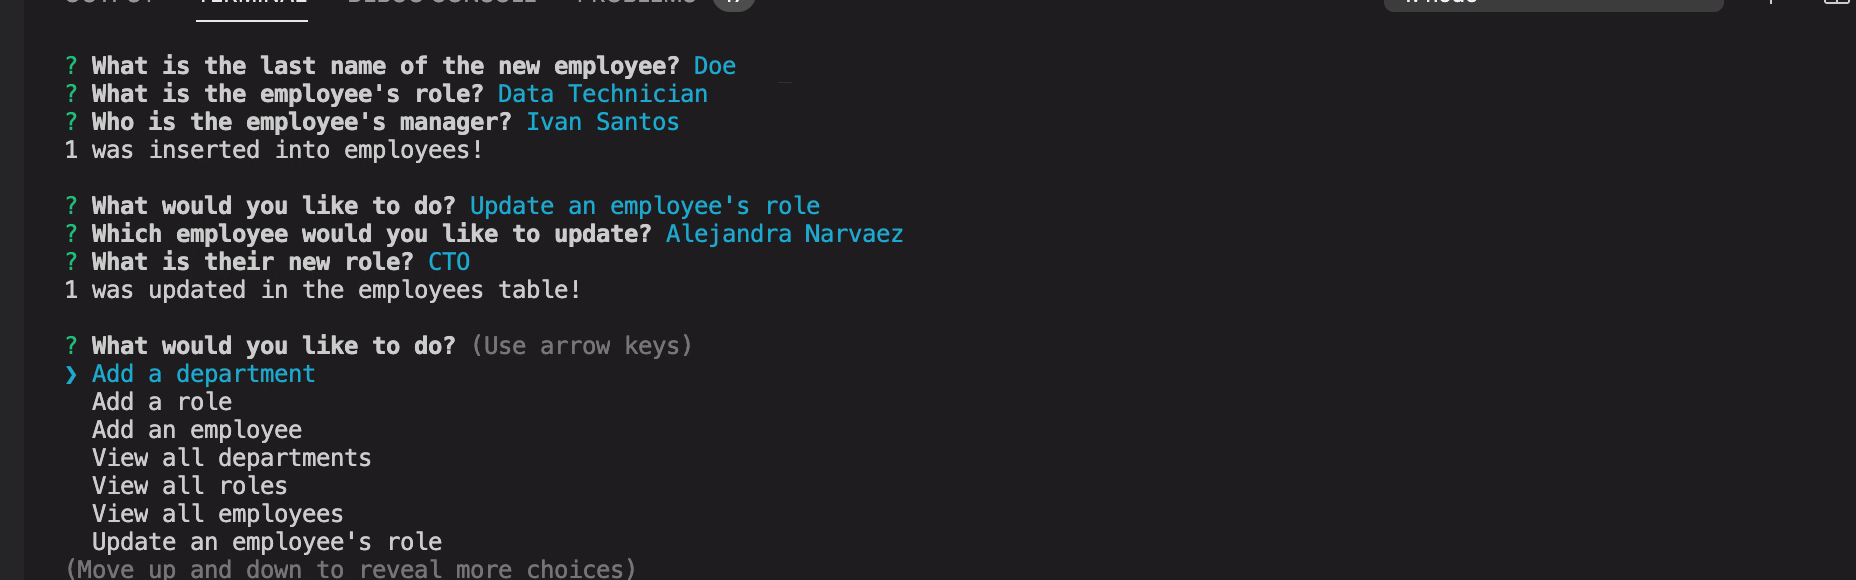 OUTPUT TERMINAL DEBUG CONSOLE PROBLEMS
? What is the last name of the new employee? Doe
? What is the employee's role? Data Technician
? Who is the employee's manager? Ivan Santos
1 was inserted into employees!
? What would you like to do? Update an employee's role
? Which employee would you like to update? Alejandra Narvaez
? What is their new role? CTO
1 was updated in the employees table!
? What would you like to do? (Use arrow keys)
❯ Add a department
Add a role
Add an employee
View all departments
View all roles
View all employees
Update an employee's role
(Move up and down to reveal more choices)